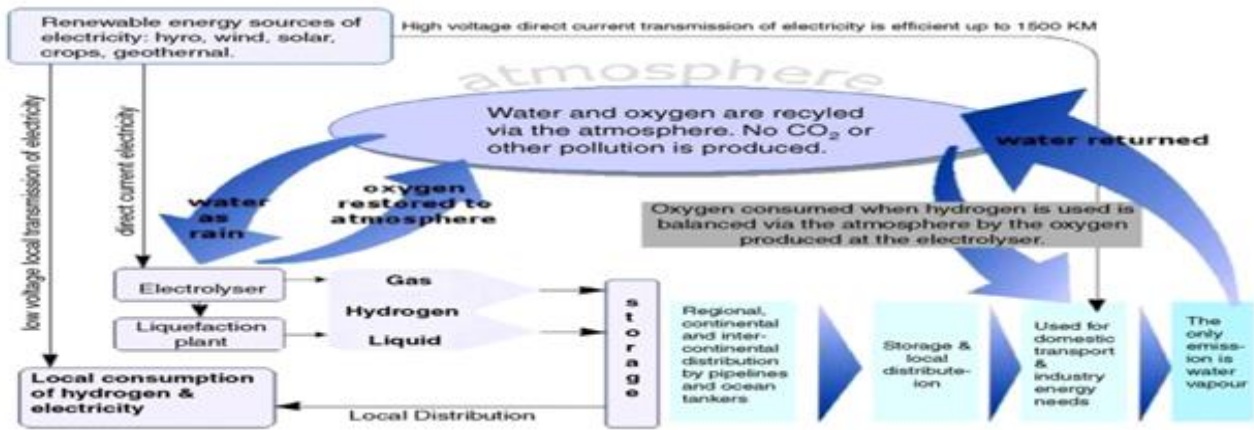 Renewable energy sources of
electricity: hyro, wind, solar,
crops, geothernal.
High voltage direct current transmission of electricity is efficient up to 1500 KM
atmosphere
Water and oxygen are recyled
via the atmosphere. No CO₂ or
other pollution is produced.
water returned
low voltage local transmission of electricity
direct current electricity
water
as
rain
oxygen
restored to
atmosphere
Oxygen consumed when hydrogen is used is
balanced via the atmosphere by the oxygen
produced at the electrolyser.
Electrolyser
Liquefaction
plant
Gas
Hydrogen
Liquid
storage
Regional,
continental
and inter-
continental
distribution
by pipelines
and ocean
tankers
Storage &
local
distribute-
ion
Used for
domestic
transport
&
industry
energy
needs
The
only
emiss-
ion is
water
vapour
Local consumption
of hydrogen &
electricity
Local Distribution